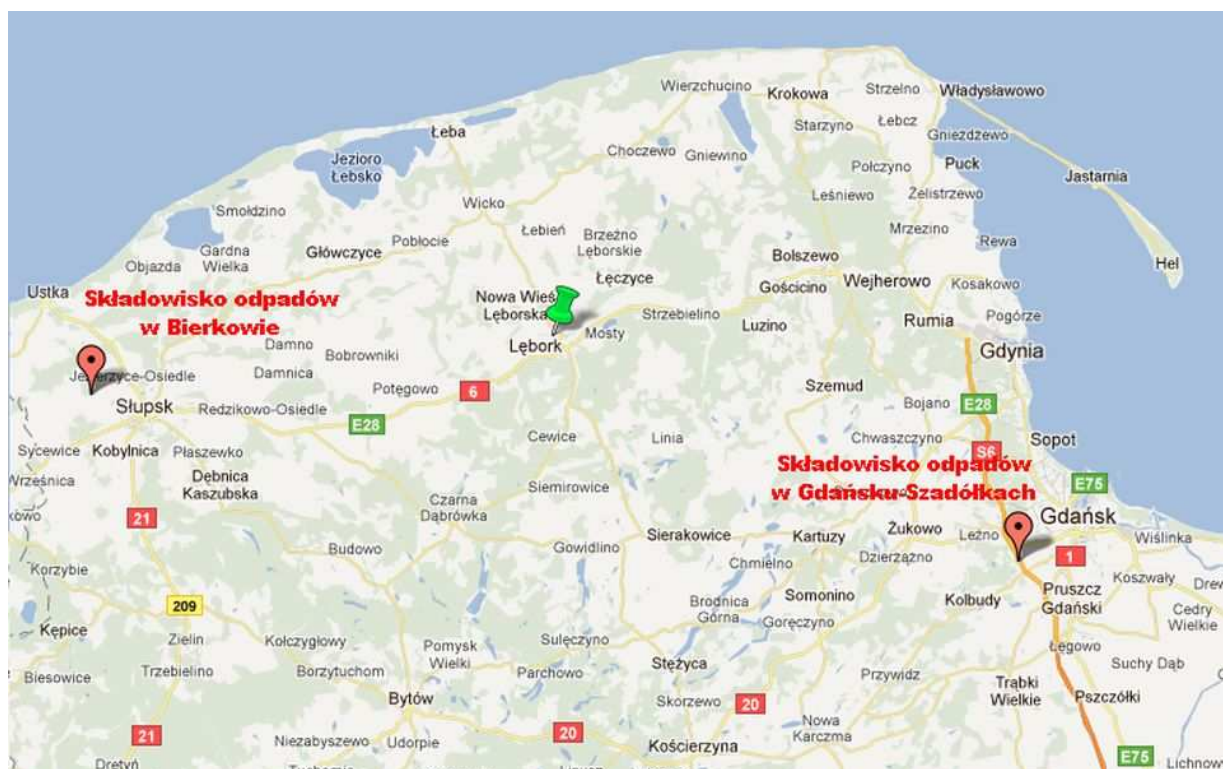 Wierzchucino
Krokowa
Strzelno
Władysławowo
Łeba
Starzyno
Łebcz
Gnieżdżewo
Choczewo
Gniewino
Jezioro
Łebsko
Połczyno
Puck
Jastarnia
Leśniewo
Żelistrzewo
Wicko
Smołdzino
Łebień
Brzeźno
Lęborskie
Mrzezino
Rewa
Gardna
Wielka
Główczyce
Pobłocie
Bolszewo
Objazda
Łęczyce
Wejherowo
Kosakowo
Hel
Ustka
Składowisko odpadów
w Bierkowie
Nowa Wieś
Lęborska
Gościcino
Strzebielino
Luzino
Rumia
Pogórze
Mosty
Damno
Bobrowniki
Lębork
Gdynia
Damnica
Potęgowo
6
Szemud
Słupsk
Redzikowo-Osiedle
E28
Bojano
E28
Sycewice
Kobylnica
Płaszewko
Cewice
Linia
Chwaszczyno
S6
Sopot
Dębnica
Kaszubska
Składowisko odpadów
w Gdańsku-Szadółkach
E75
Siemirowice
Czarna
Dąbrówka
21
Gdańsk
Sierakowice
Kartuzy
Żukowo
Leźno
Wiślinka
Budowo
Gowidlino
Chmielno
Dzierżążno
1
Korzybie
Koszwały
209
Somonino
Kolbudy
Pruszcz
Gdański
Brodnica
Górna
Goręczyno
Cedry
Wielkie
Kępice
Zielin
Kołczygłowy
Pomysk
Wielki
Sulęczyno
Łęgowo
Biesowice
Trzebielino
Borzytuchom
Parchowo
Stężyca
Przywidz
Suchy Dąb
Bytów
Skorzewo
20
Trąbki
Wielkie
Pszczółki
21
Niezabyszewo
Udorpie
20
Kościerzyna
Nowa
Karczma
E75
Dretyń
Lichnowy